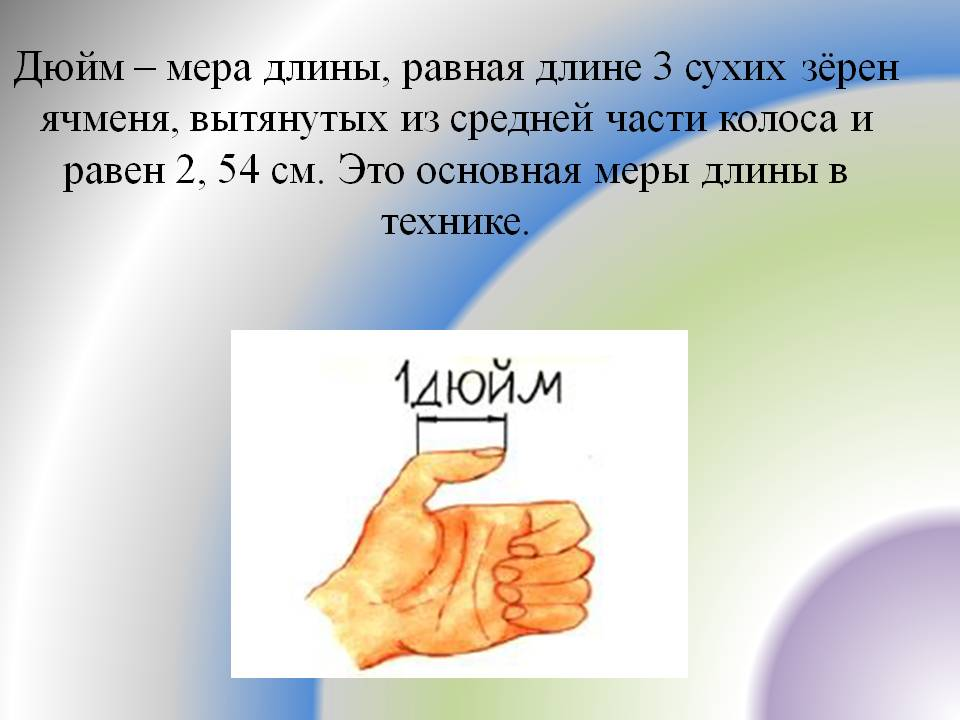 Дюйм – мера длины, равная длине 3 сухих зёрен
ячменя, вытянутых из средней части колоса и
равен 2, 54 см. Это основная меры длины в
технике.
1дюйм